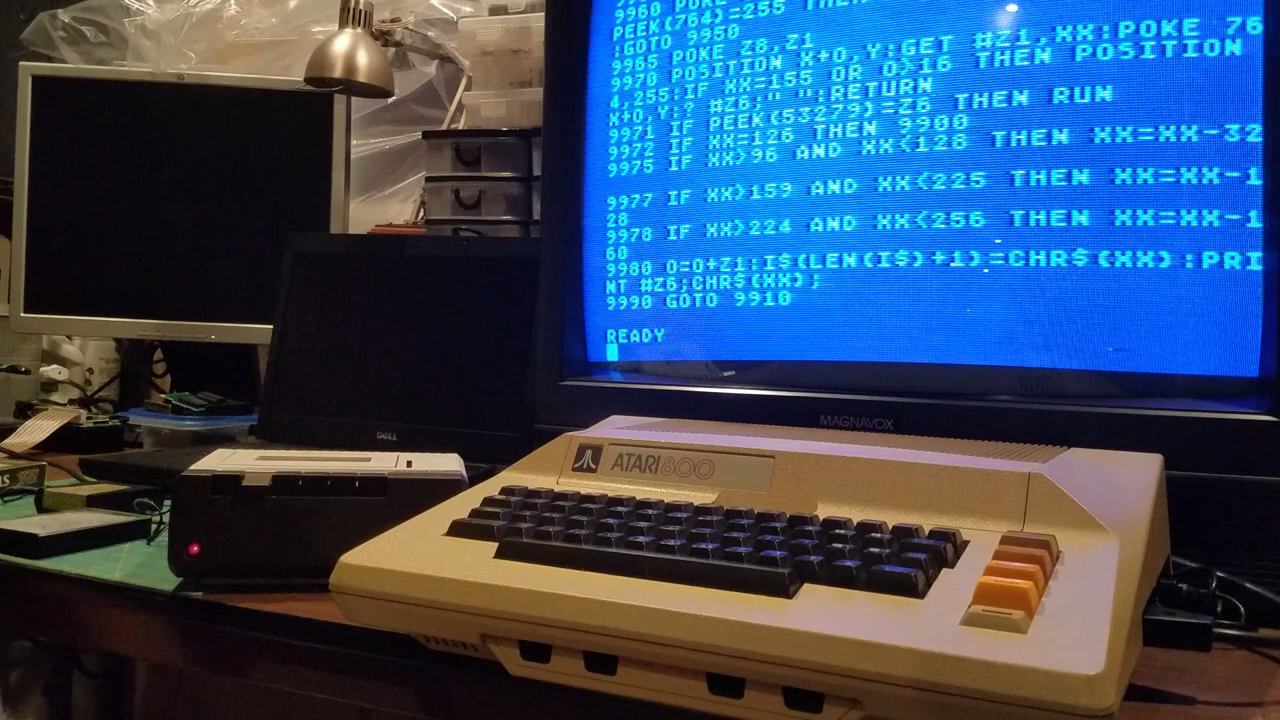 9960 POKE
PEEK(764)=255 THEN
:GOTO 9950
9965 POKE Z8,Z1
9970 POSITION X+O,Y:GET #Z1,XX:POKE 76
4,255:IF XX=155 OR O>16 THEN POSITION
X+O,Y:? #Z6;" ":RETURN
9971 IF PEEK(53279)=Z6 THEN RUN
9972 IF XX=126 THEN 9900
9975 IF XX>96 AND XX<128 THEN XX=XX-32
9977 IF XX>159 AND XX<225 THEN XX=XX-1
28
9978 IF XX>224 AND XX<256 THEN XX=XX-1
60
9980 O=O+Z1:I$(LEN(I$)+1)=CHR$(XX):PRI
NT #Z6;CHR$(XX);
9990 GOTO 9910
READY
MAGNAVOX
DELL
ATARI 800